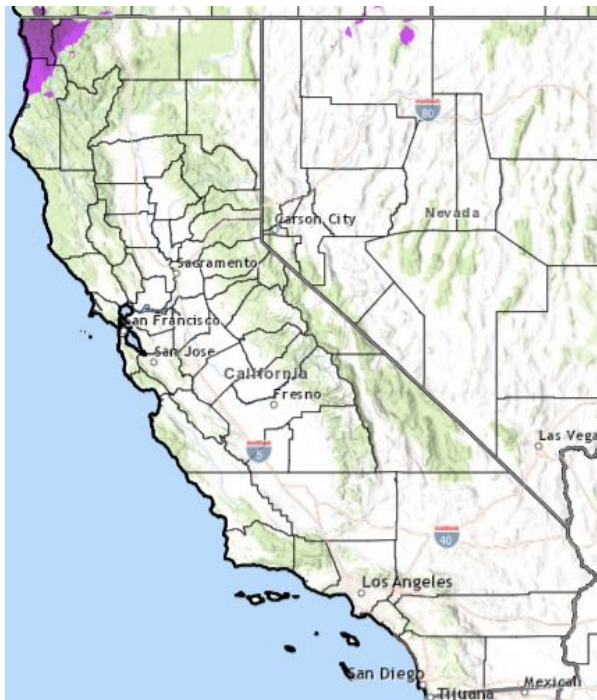 80
Carson City
Nevada
Sacramento
San Francisco
San Jose
California
Fresno
Las Vega
5
40
Los Angeles
San Diego
Tijuana
Mexicali